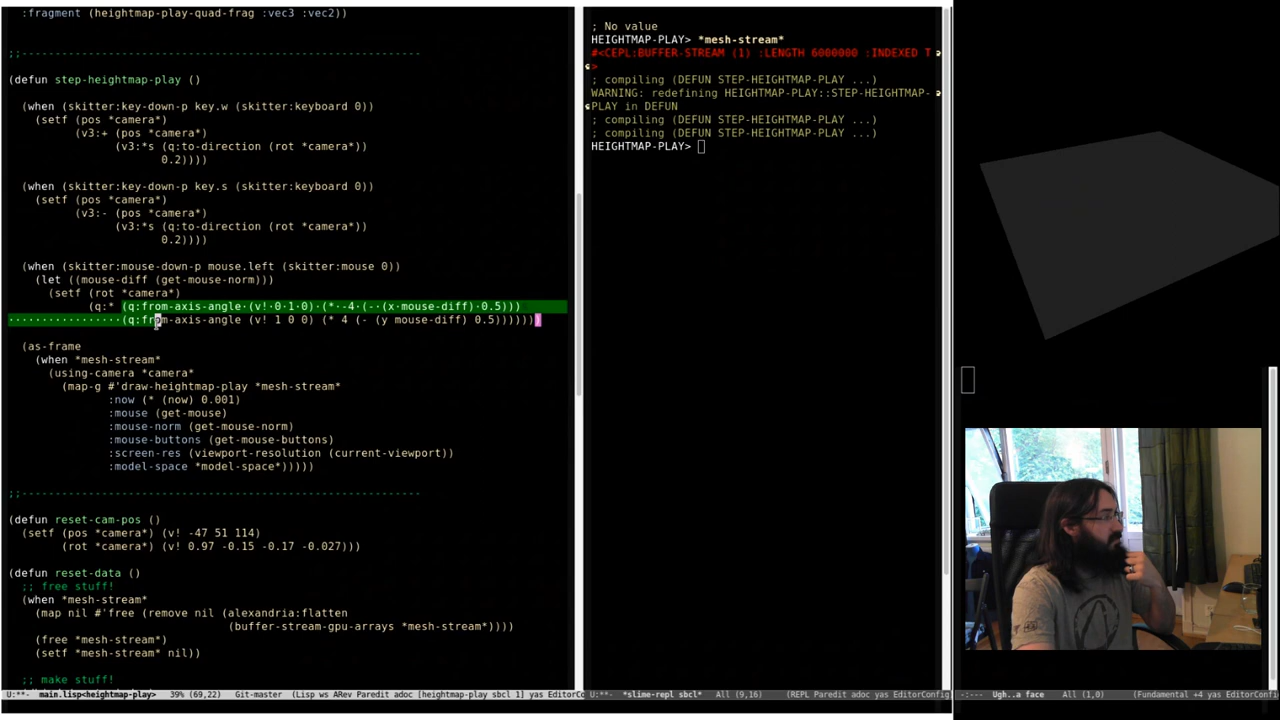 :fragment (heightmap-play-quad-frag :vec3 :vec2))
;;------------------------------------------------------------
(defun step-heightmap-play ()
(when (skitter:key-down-p key.w (skitter:keyboard 0))
(setf (pos *camera*)
(v3:+ (pos *camera*)
(v3:*s (q:to-direction (rot *camera*))
0.2))))
(when (skitter:key-down-p key.s (skitter:keyboard 0))
(setf (pos *camera*)
(v3:- (pos *camera*)
(v3:*s (q:to-direction (rot *camera*))
0.2))))
(when (skitter:mouse-down-p mouse.left (skitter:mouse 0))
(let ((mouse-diff (get-mouse-norm)))
(setf (rot *camera*)
(q:* (q:from-axis-angle·(v!·0·1·0)·(*·-4·(-·(x·mouse-diff)·0.5)))
·················(q:from-axis-angle (v! 1 0 0) (* 4 (- (y mouse-diff) 0.5)))))))
(as-frame
(when *mesh-stream*
(using-camera *camera*
(map-g #'draw-heightmap-play *mesh-stream*
:now (* (now) 0.001)
:mouse (get-mouse)
:mouse-norm (get-mouse-norm)
:mouse-buttons (get-mouse-buttons)
:screen-res (viewport-resolution (current-viewport))
:model-space *model-space*)))))
;;------------------------------------------------------------
(defun reset-cam-pos ()
(setf (pos *camera*) (v! -47 51 114)
(rot *camera*) (v! 0.97 -0.15 -0.17 -0.027)))
(defun reset-data ()
;; free stuff!
(when *mesh-stream*
(map nil #'free (remove nil (alexandria:flatten
(buffer-stream-gpu-arrays *mesh-stream*))))
(free *mesh-stream*)
(setf *mesh-stream* nil))
;; make stuff!
U:**- main.lisp<heightmap-play> 39% (69,22) Git-master (Lisp ws ARev Paredit adoc [heightmap-play sbcl 1] yas EditorC
; No value
HEIGHTMAP-PLAY> *mesh-stream*
#<CEPL:BUFFER-STREAM (1) :LENGTH 6000000 :INDEXED T
>
; compiling (DEFUN STEP-HEIGHTMAP-PLAY ...)
WARNING: redefining HEIGHTMAP-PLAY::STEP-HEIGHTMAP-
PLAY in DEFUN
; compiling (DEFUN STEP-HEIGHTMAP-PLAY ...)
; compiling (DEFUN STEP-HEIGHTMAP-PLAY ...)
HEIGHTMAP-PLAY>
U:**- *slime-repl sbcl* All (9,16) (REPL Paredit adoc yas EditorConfig
-:--- Ugh..a face All (1,0) (Fundamental +4 yas EditorConfi